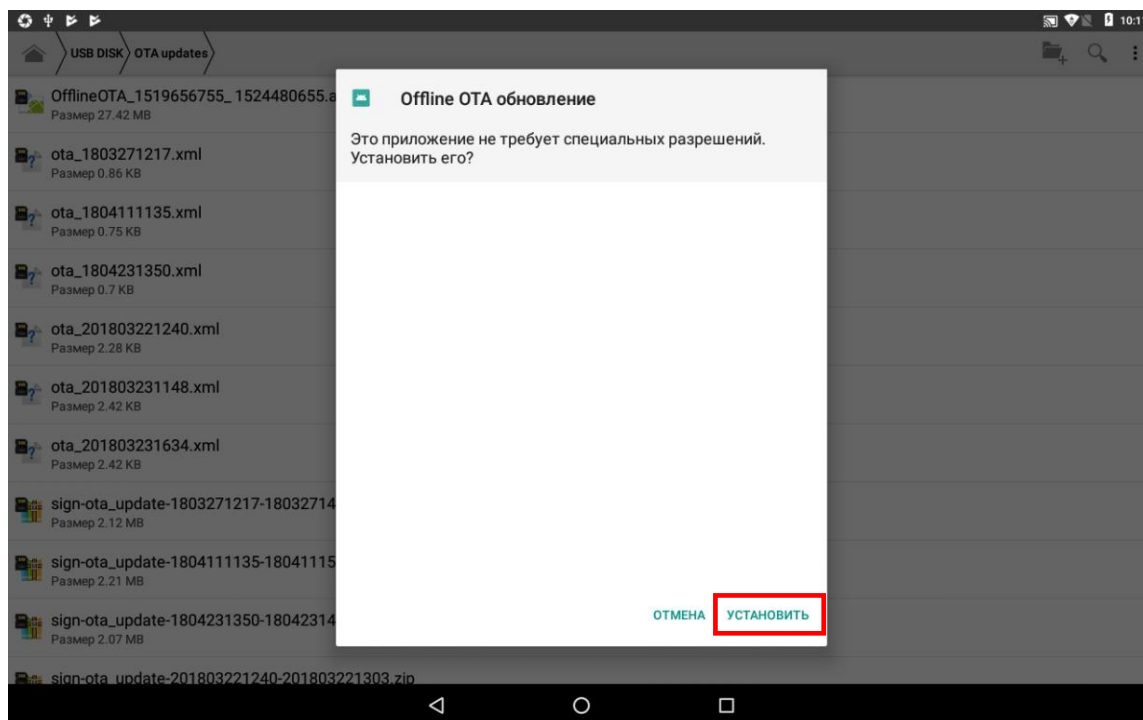 10:1
USB DISK
OTA updates
OfflineOTA_1519656755_ 1524480655.a
Размер 27.42 MB
ota_1803271217.xml
Размер 0.86 KB
ota_1804111135.xml
Размер 0.75 KB
ota_1804231350.xml
Размер 0.7 KB
ota_201803221240.xml
Размер 2.28 KB
ota_201803231148.xml
Размер 2.42 KB
ota_201803231634.xml
Размер 2.42 KB
sign-ota_update-1803271217-18032714
Размер 2.12 MB
sign-ota_update-1804111135-18041115
Размер 2.21 MB
sign-ota_update-1804231350-18042314
Размер 2.07 MB
sign-ota_update-201803221240-201803221303.zip
Offline OTA обновление
Это приложение не требует специальных разрешений.
Установить его?
ОТМЕНА
УСТАНОВИТЬ